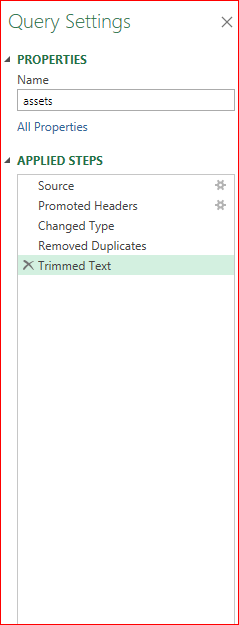 Query Settings
PROPERTIES
Name
assets
All Properties
APPLIED STEPS
Source
Promoted Headers
Changed Type
Removed Duplicates
Trimmed Text